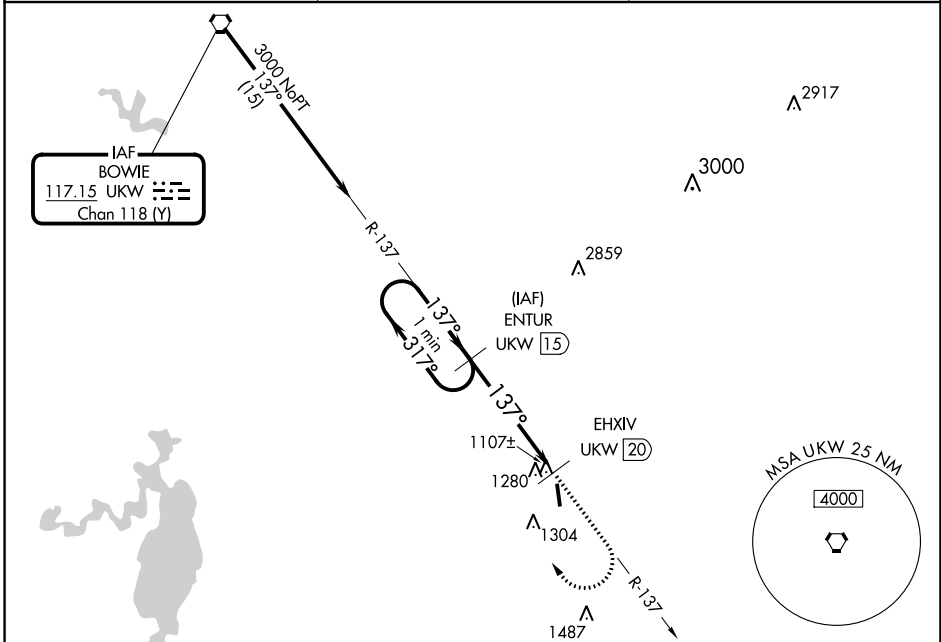 3000 NoPT
137°
(15)
2917
3000
IAF
BOWIE
117.15 UKW
Chan 118 (Y)
R-137
2859
(IAF)
ENTUR
UKW 15
137°
1 min
317°
137°
EHXIV
UKW 20
1107±
1280
1304
MSA UKW 25 NM
4000
R-137
1487